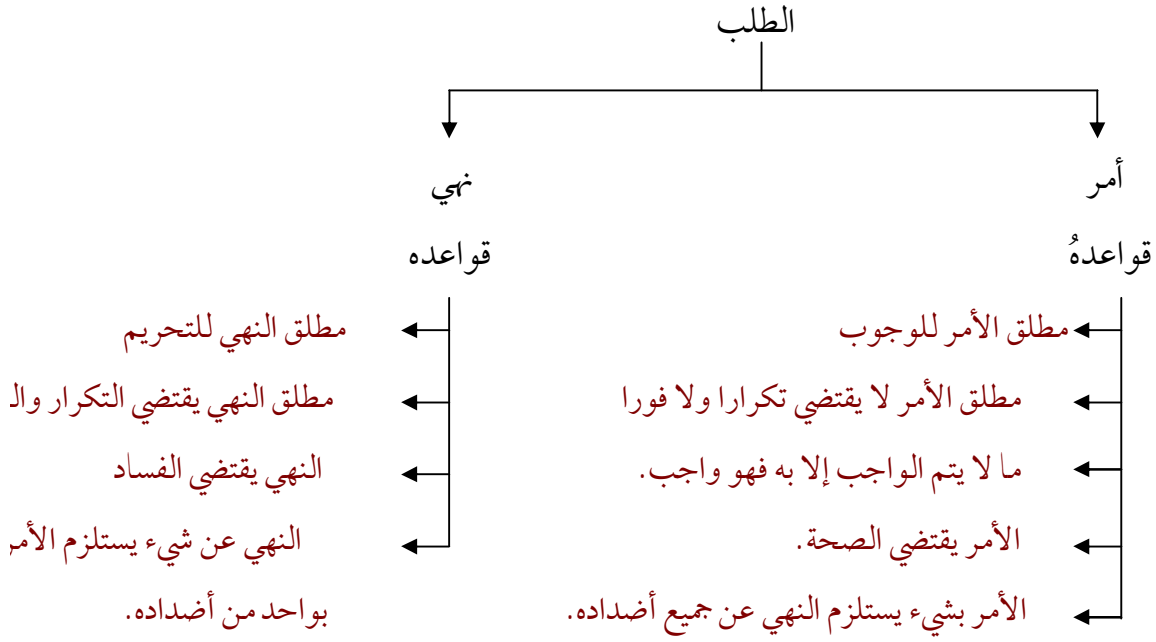 الطلب
أمر
نهي
قواعدهُ
قواعده
مطلق الأمر للوجوب
مطلق الأمر لا يقتضي تكرارا ولا فورا
ما لا يتم الواجب إلا به فهو واجب.
الأمر يقتضي الصحة.
الأمر بشيء يستلزم النهي عن جميع أضداده.
مطلق النهي للتحريم
مطلق النهي يقتضي التكرار
النهي يقتضي الفساد
النهي عن شيء يستلزم الأمر
بواحد من أضداده.